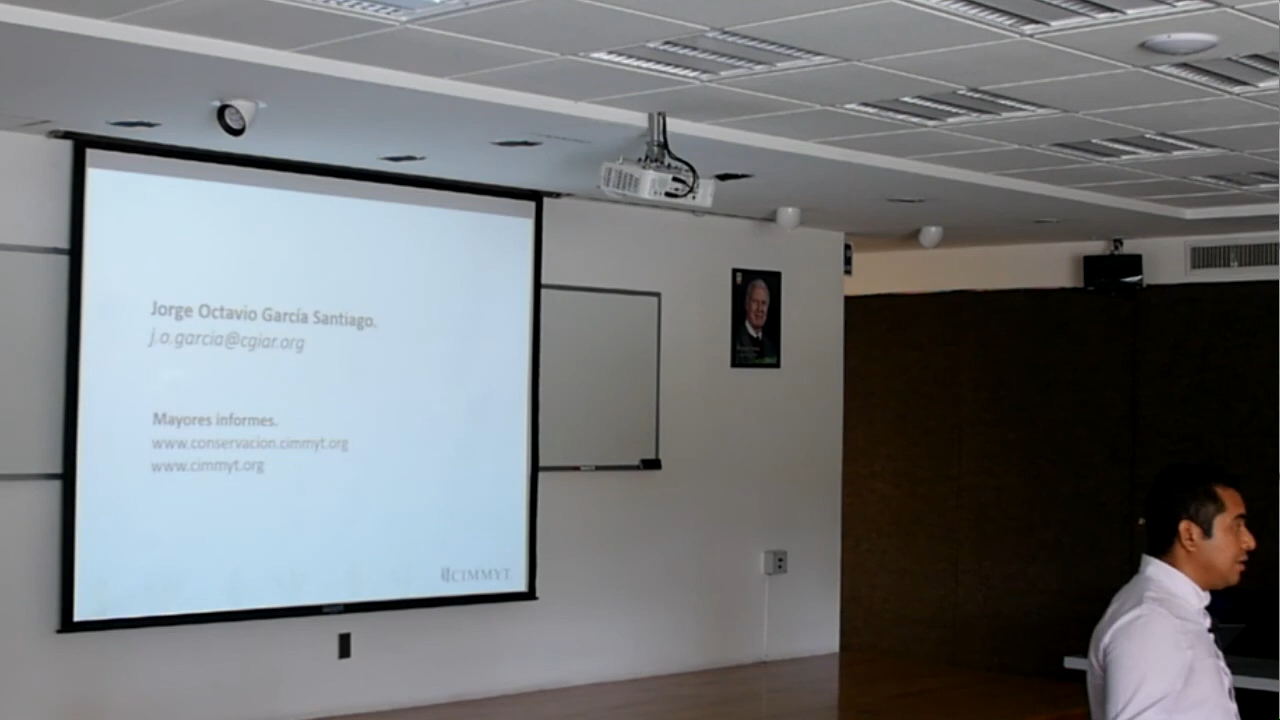 Jorge Octavio García Santiago.
j.o.garcia@cgiar.org
Mayores informes.
www.conservacion.cimmyt.org
www.cimmyt.org
CIMMYT